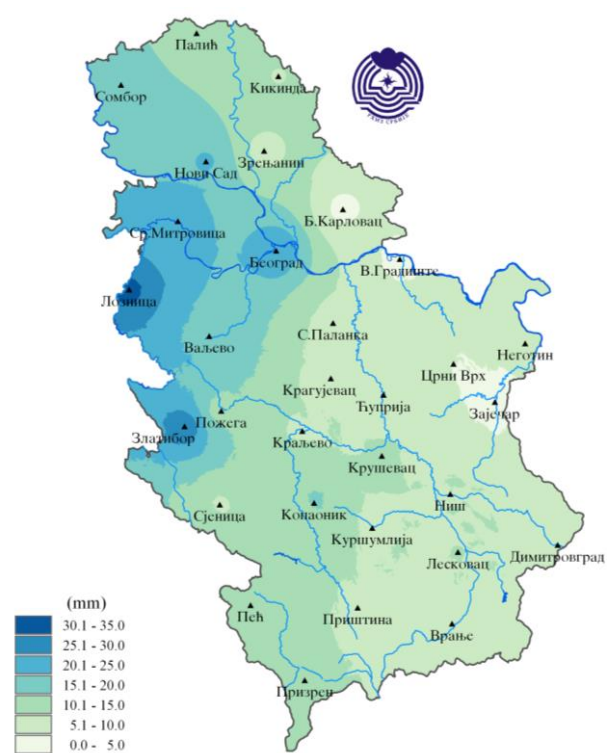 Палић
Кикинда
Сомбор
Зрењанин
Нови Сад
Б.Карловац
Ср.Митровица
Београд
В.Градиште
Лозница
С.Паланка
Ваљево
Неготин
Црни Врх
Крагујевац
Ћуприја
Зајечар
Пожега
Златибор
Краљево
Крушевац
Ниш
Сјеница
Копаоник
Куршумлија
Димитровград
Лесковац
(mm)
30.1 - 35.0
25.1 - 30.0
20.1 - 25.0
15.1 - 20.0
10.1 - 15.0
5.1 - 10.0
0.0 - 5.0
Пећ
Приштина
Врање
Призрен